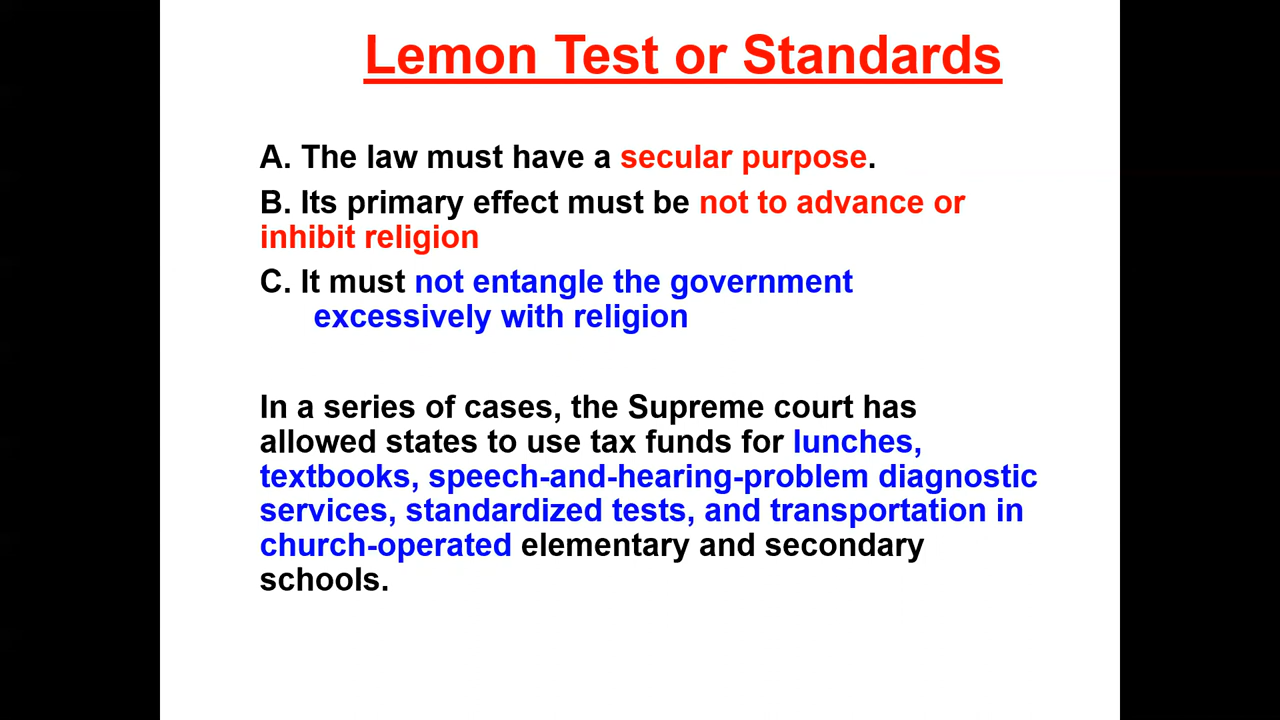 Lemon Test or Standards
A. The law must have a secular purpose.
B. Its primary effect must be not to advance or
inhibit religion
C. It must not entangle the government
excessively with religion
In a series of cases, the Supreme court has
allowed states to use tax funds for lunches,
textbooks, speech-and-hearing-problem diagnostic
services, standardized tests, and transportation in
church-operated elementary and secondary
schools.